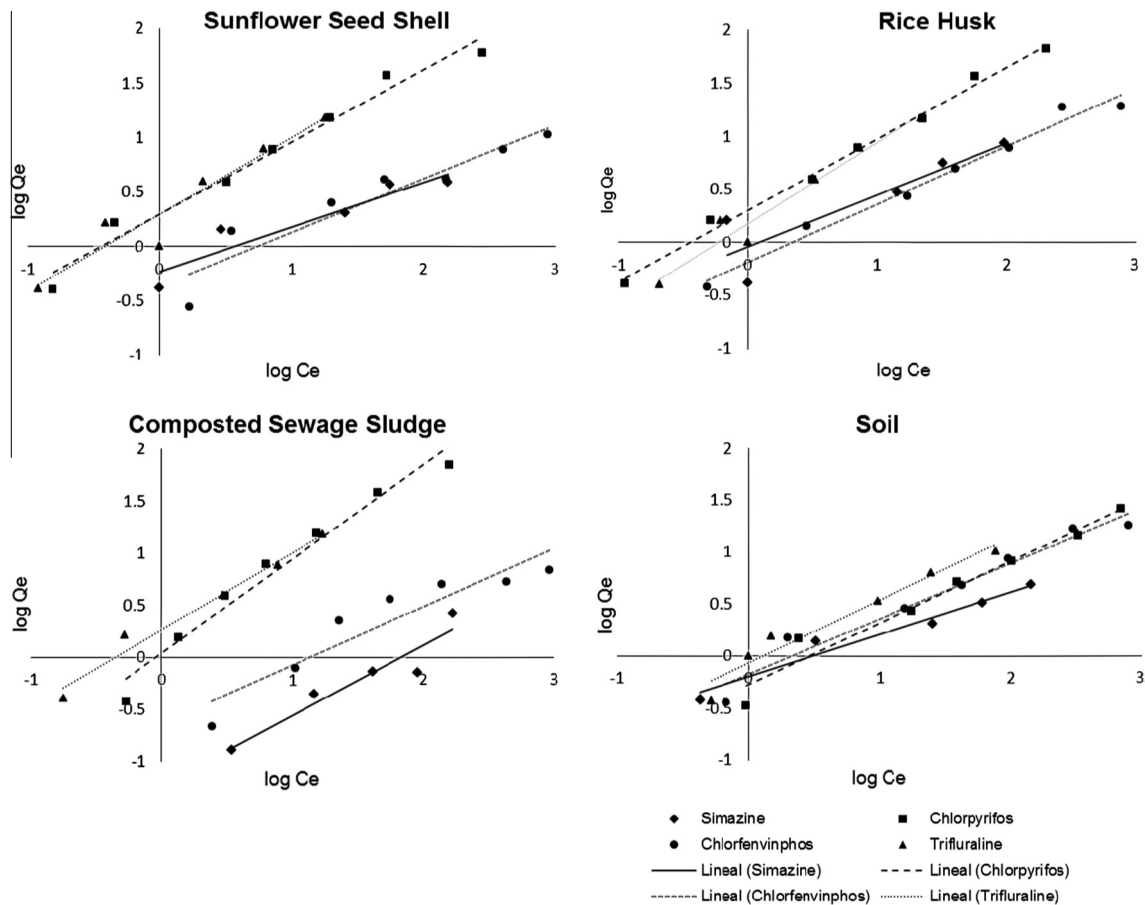 Sunflower Seed Shell
2
1.5
1
0.5
0
-0.5
-1
-1
0
1
2
3
log Qe
log Ce
Rice Husk
2
1.5
1
0.5
0
-0.5
-1
-1
0
1
2
3
log Qe
log Ce
Composted Sewage Sludge
2
1.5
1
0.5
0
-0.5
-1
-1
0
1
2
3
log Qe
log Ce
Soil
2
1.5
1
0.5
0
-0.5
-1
-1
0
1
2
3
log Qe
log Ce
Simazine
Chlorpyrifos
Chlorfenvinphos
Trifluraline
Lineal (Simazine)
Lineal (Chlorpyrifos)
Lineal (Chlorfenvinphos)
Lineal (Trifluraline)